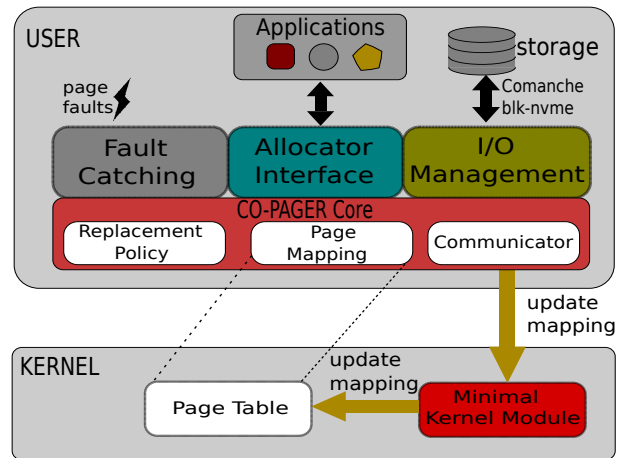 USER
Applications
storage
page
faults
Comanche
blk-nvme
Fault
Catching
Allocator
Interface
I/O
Management
CO-PAGER Core
Replacement
Policy
Page
Mapping
Communicator
update
mapping
KERNEL
update
mapping
Page Table
Minimal
Kernel Module